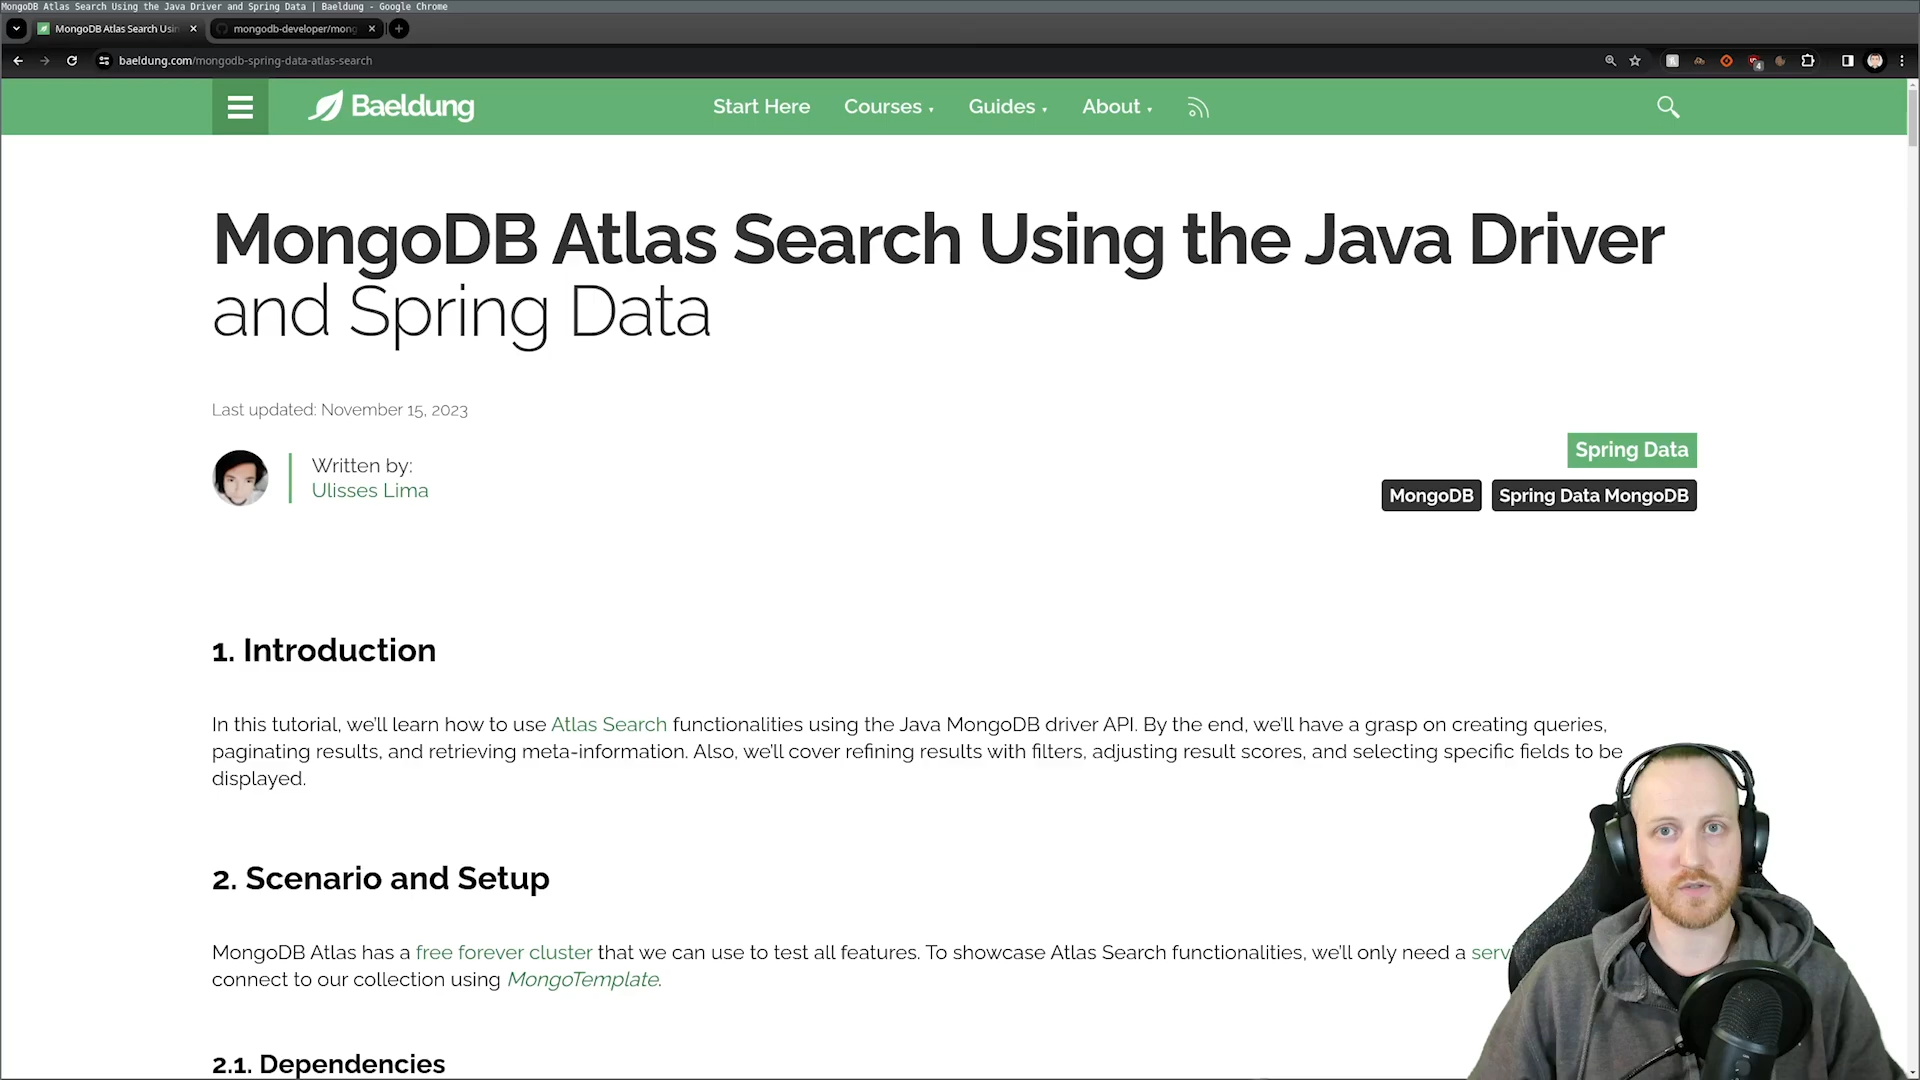 MongoDB Atlas Search Using the Java Driver and Spring Data | Baeldung - Google Chrome
MongoDB Atlas Search Usin
mongodb-developer/mong
baeldung.com/mongodb-spring-data-atlas-search
4
Baeldung
Start Here
Courses
Guides
About
MongoDB Atlas Search Using the Java Driver
and Spring Data
Last updated: November 15, 2023
Written by:
Ulisses Lima
Spring Data
MongoDB
Spring Data MongoDB
1. Introduction
In this tutorial, we'll learn how to use Atlas Search functionalities using the Java MongoDB driver API. By the end, we'll have a grasp on creating queries,
paginating results, and retrieving meta-information. Also, we'll cover refining results with filters, adjusting result scores, and selecting specific fields to be
displayed.
2. Scenario and Setup
MongoDB Atlas has a free forever cluster that we can use to test all features. To showcase Atlas Search functionalities, we'll only need a serv
connect to our collection using MongoTemplate.
2.1. Dependencies